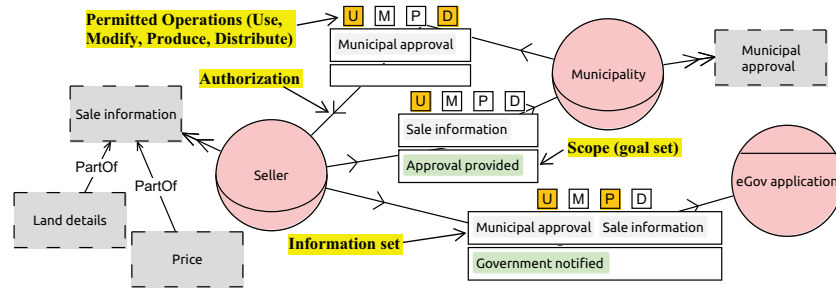 Permitted Operations (Use,
Modify, Produce, Distribute)
U M P D
Municipal approval
Municipality
Municipal
approval
Authorization
Sale information
U M P D
Sale information
Approval provided
Scope (goal set)
PartOf
PartOf
Seller
eGov application
Land details
Price
U M P D
Information set
Municipal approval Sale information
Government notified